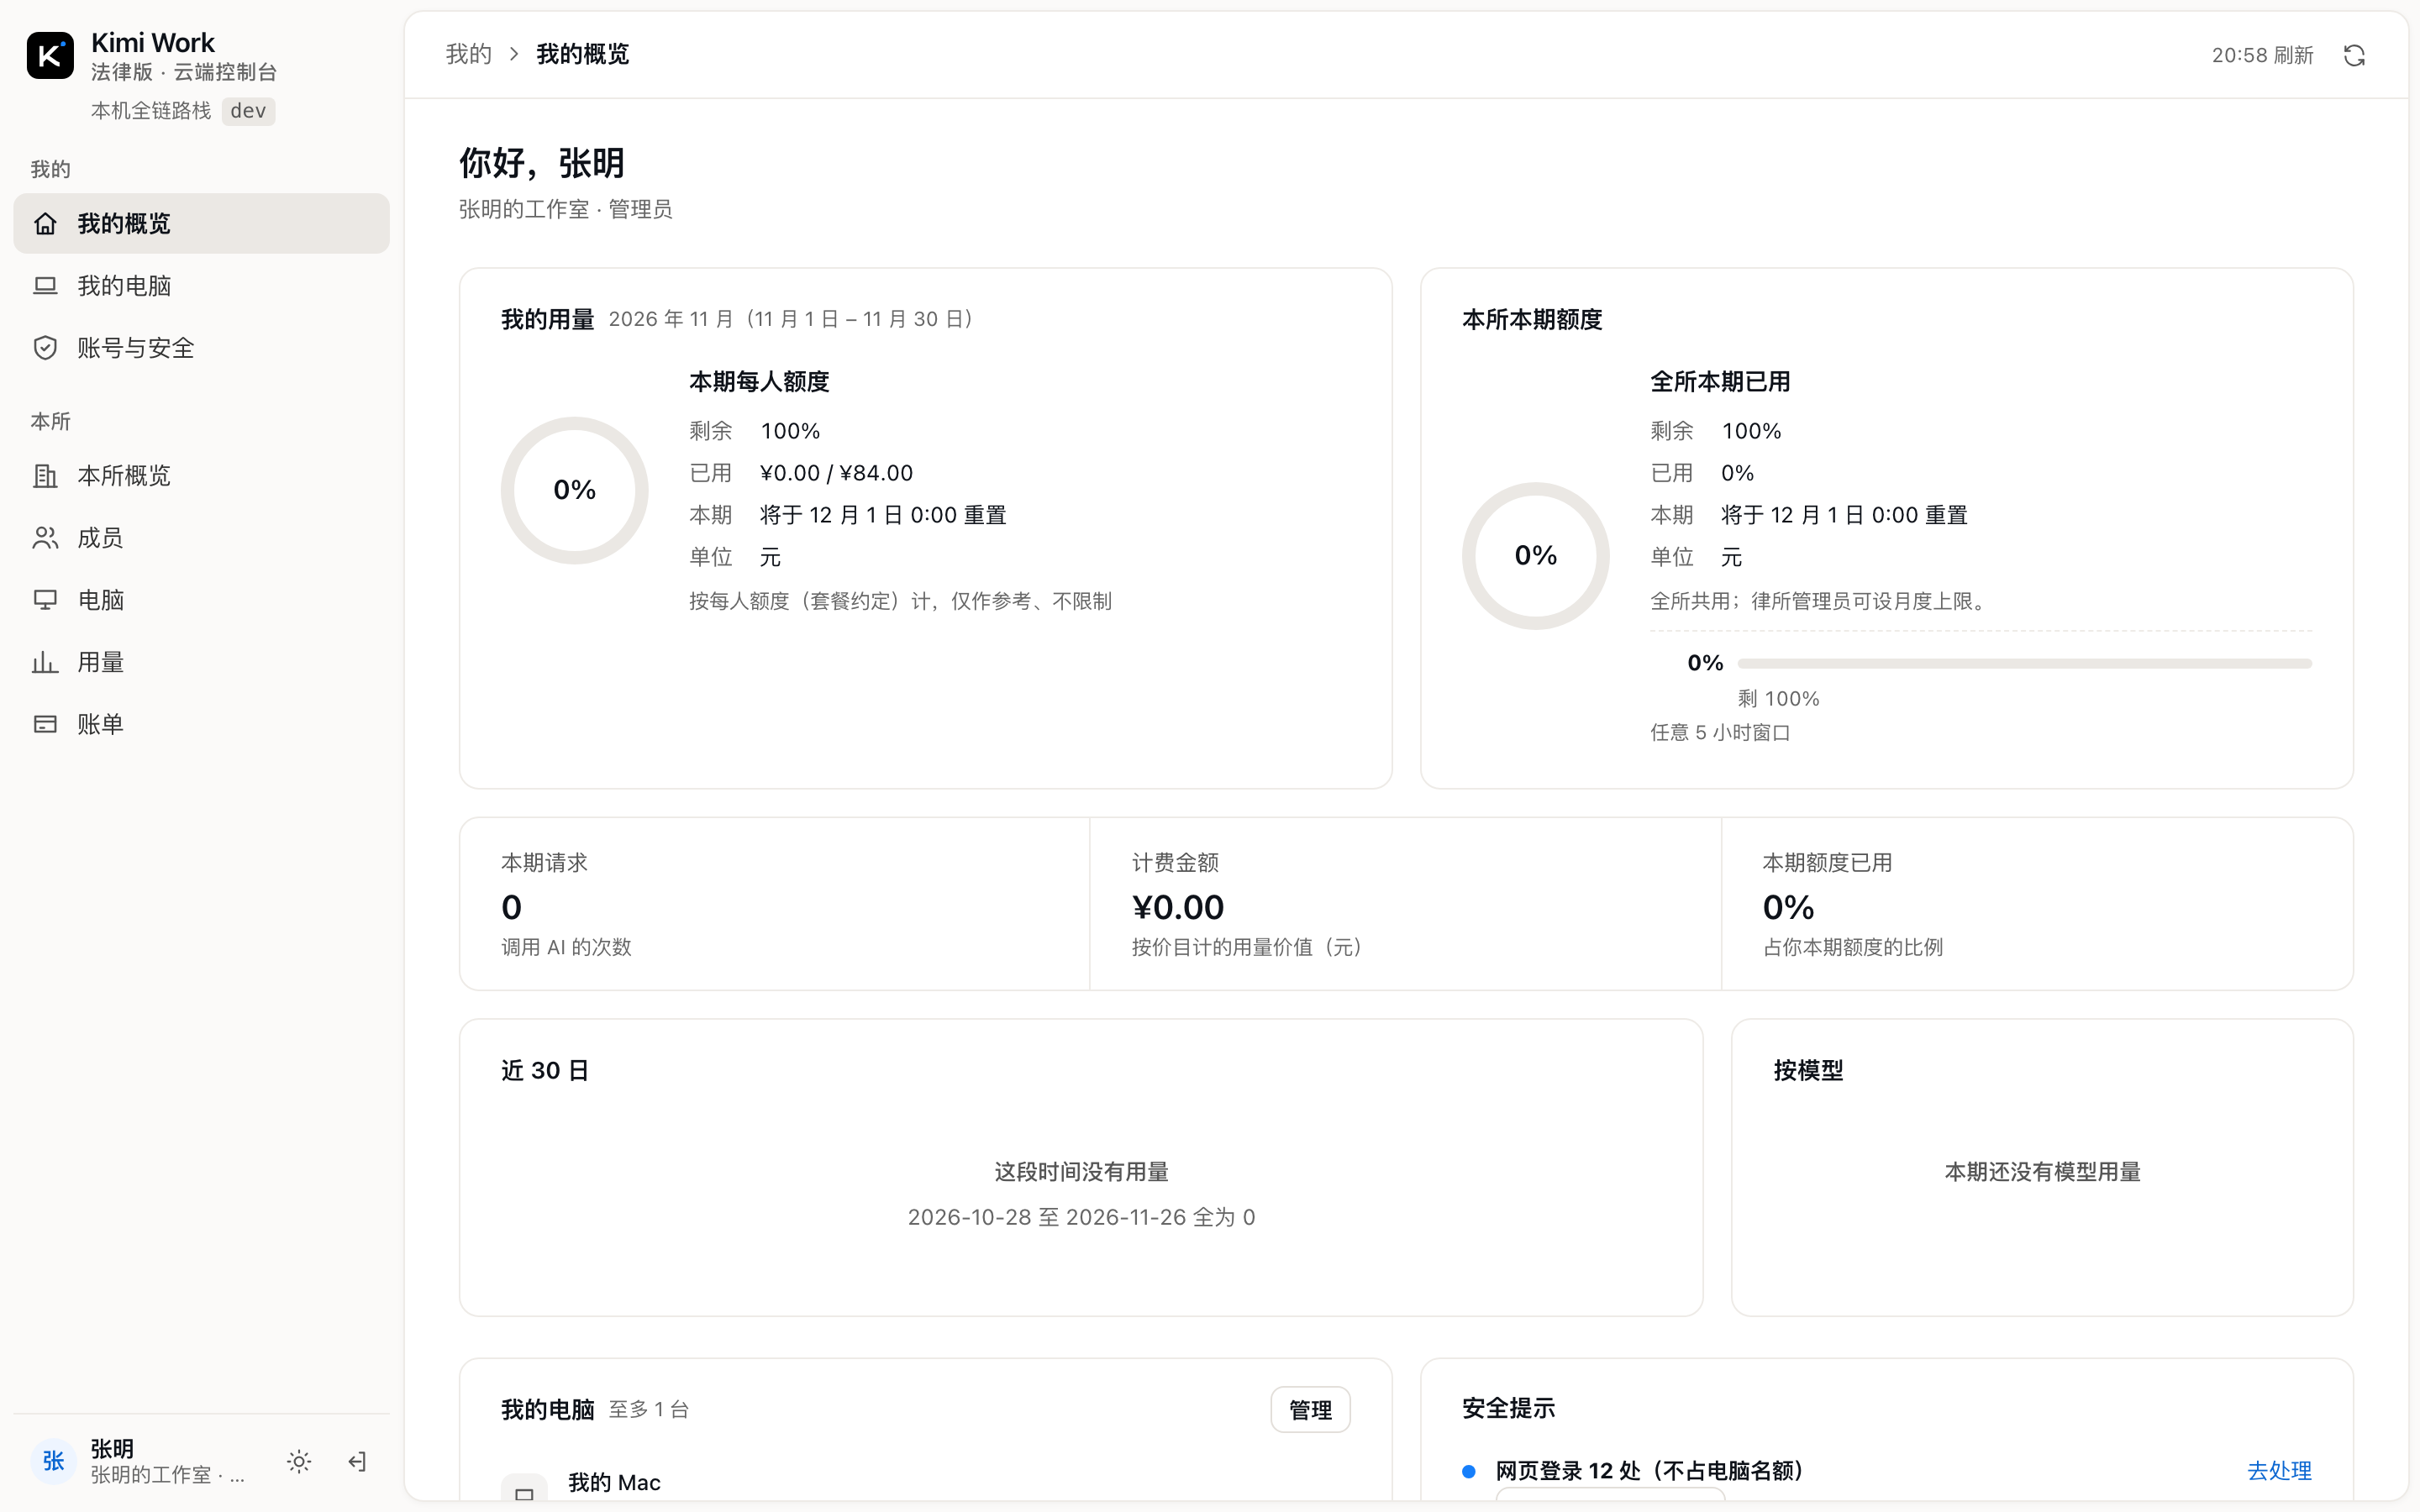 Kimi Work
法律版 · 云端控制台
本机全链路栈 dev
我的
我的概览
我的电脑
账号与安全
本所
本所概览
成员
电脑
用量
账单
张
张明
张明的工作室 · ...
我的 > 我的概览
20:58 刷新
你好，张明
张明的工作室 · 管理员
我的用量 2026 年 11 月（11 月 1 日 – 11 月 30 日）
0%
本期每人额度
剩余 100%
已用 ¥0.00 / ¥84.00
本期 将于 12 月 1 日 0:00 重置
单位 元
按每人额度（套餐约定）计，仅作参考、不限制
本所本期额度
0%
全所本期已用
剩余 100%
已用 0%
本期 将于 12 月 1 日 0:00 重置
单位 元
全所共用；律所管理员可设月度上限。
0%
剩 100%
任意 5 小时窗口
本期请求
0
调用 AI 的次数
计费金额
¥0.00
按价目计的用量价值（元）
本期额度已用
0%
占你本期额度的比例
近 30 日
这段时间没有用量
2026-10-28 至 2026-11-26 全为 0
按模型
本期还没有模型用量
我的电脑 至多 1 台
管理
我的 Mac
安全提示
网页登录 12 处（不占电脑名额）
去处理